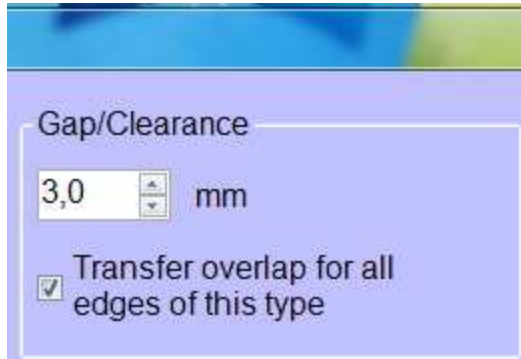 Gap/Clearance
3,0 mm
Transfer overlap for all
edges of this type